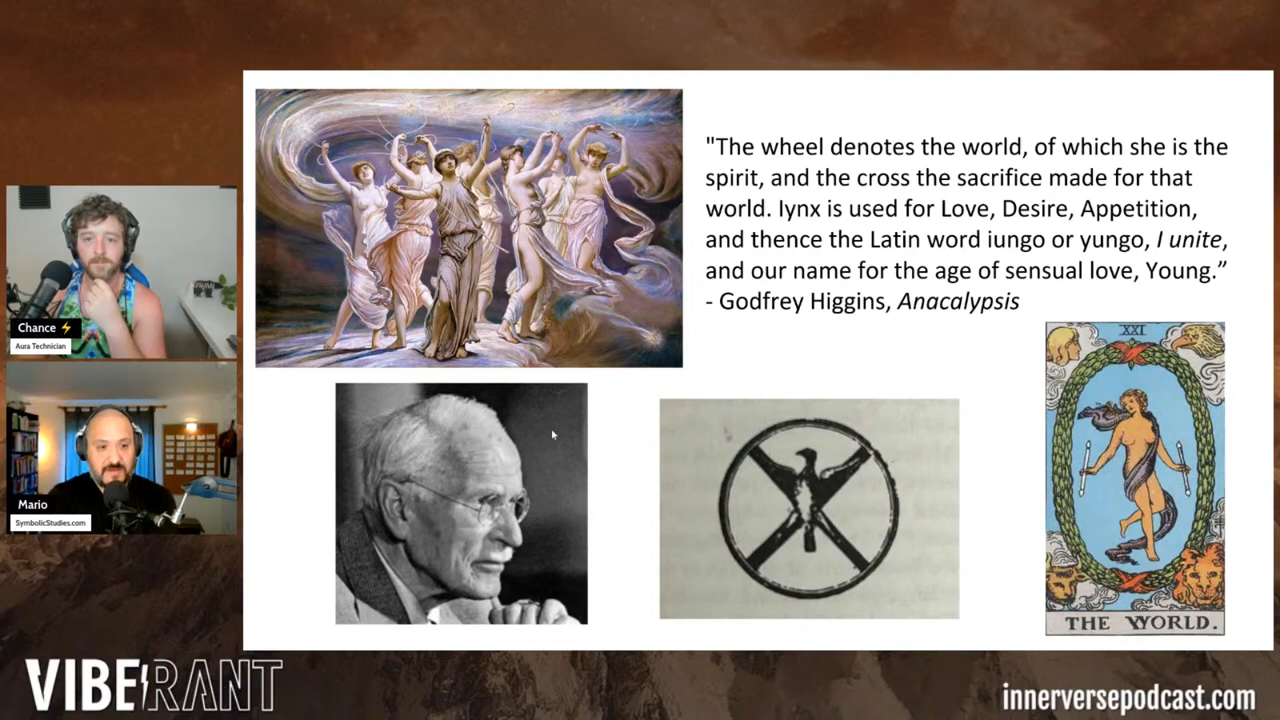 "The wheel denotes the world, of which she is the
spirit, and the cross the sacrifice made for that
world. Iynx is used for Love, Desire, Appetition,
and thence the Latin word iungo or yungo, I unite,
and our name for the age of sensual love, Young.”
- Godfrey Higgins, Anacalypsis
Chance
Aura Technician
Mario
SymbolicStudies.com
XXI
THE WORLD.
VIBERANT
innerversepodcast.com